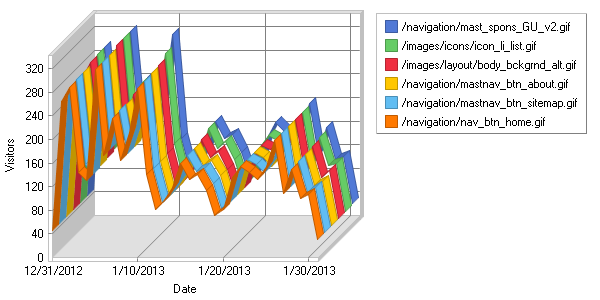 /navigation/mast_spons_GU_v2.gif
/images/icons/icon_li_list.gif
/images/layout/body_bckgrnd_alt.gif
/navigation/mastnav_btn_about.gif
/navigation/mastnav_btn_sitemap.gif
/navigation/nav_btn_home.gif
Visitors
320
280
240
200
160
120
80
40
0
12/31/2012 1/10/2013 1/20/2013 1/30/2013
Date